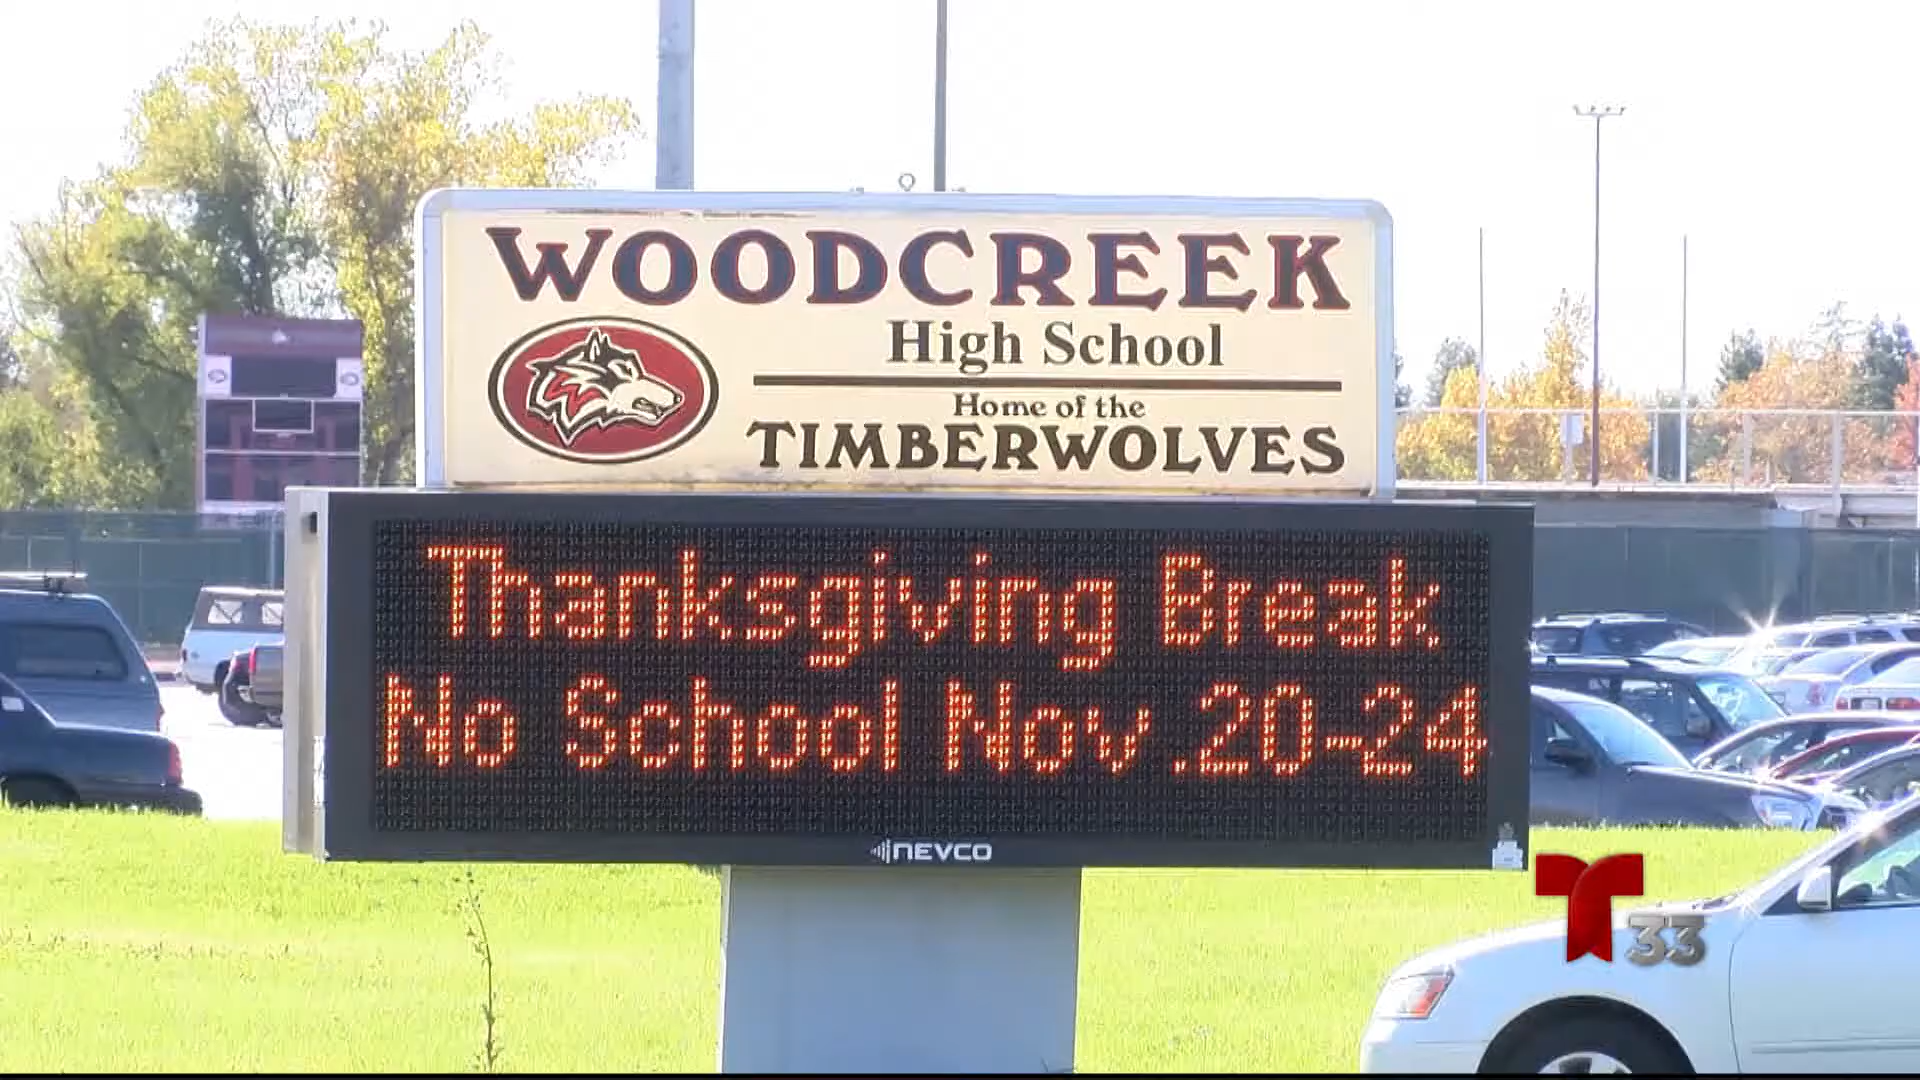 WOODCREEK
High School
Home of the
TIMBERWOLVES
Thanksgiving Break
No School Nov.20-24
NEVCO
T 33